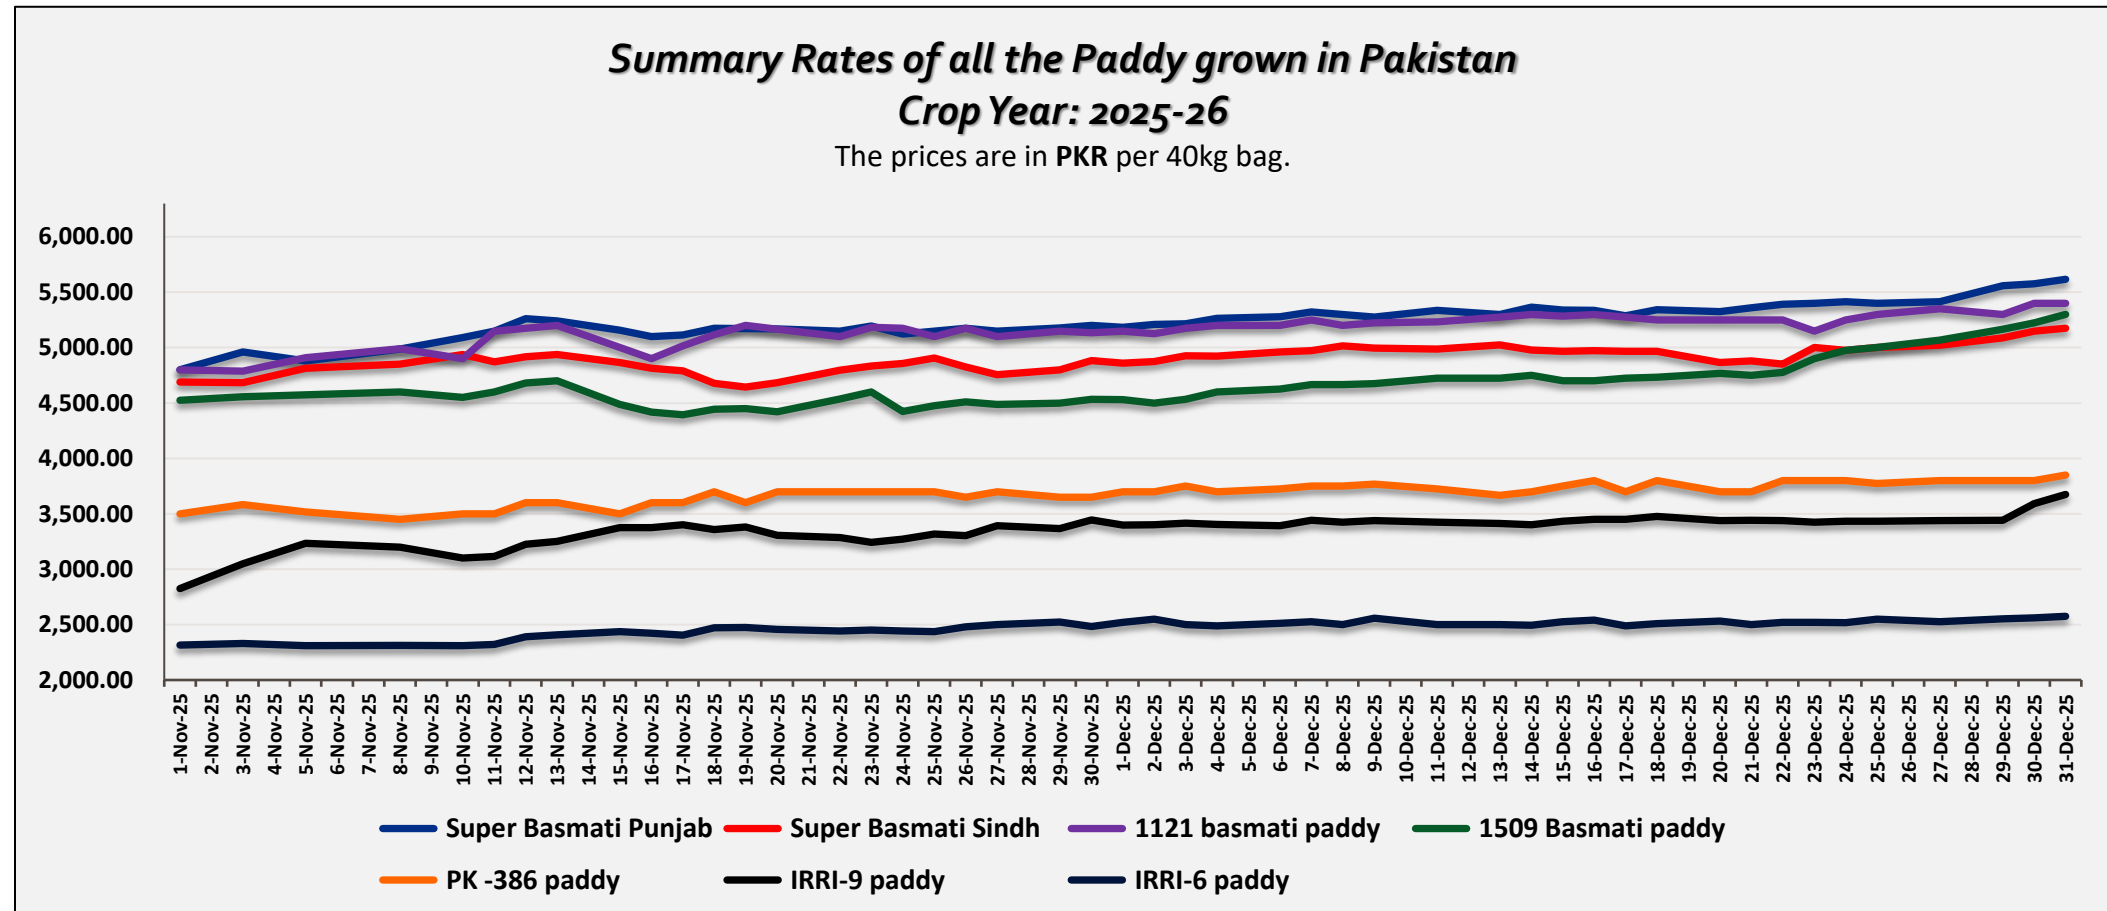 Summary Rates of all the Paddy grown in Pakistan
Crop Year: 2025-26
The prices are in PKR per 40kg bag.
6,000.00
5,500.00
5,000.00
4,500.00
4,000.00
3,500.00
3,000.00
2,500.00
2,000.00
1-Nov-25
2-Nov-25
3-Nov-25
4-Nov-25
5-Nov-25
6-Nov-25
7-Nov-25
8-Nov-25
9-Nov-25
10-Nov-25
11-Nov-25
12-Nov-25
13-Nov-25
14-Nov-25
15-Nov-25
16-Nov-25
17-Nov-25
18-Nov-25
19-Nov-25
20-Nov-25
21-Nov-25
22-Nov-25
23-Nov-25
24-Nov-25
25-Nov-25
26-Nov-25
27-Nov-25
28-Nov-25
29-Nov-25
30-Nov-25
1-Dec-25
2-Dec-25
3-Dec-25
4-Dec-25
5-Dec-25
6-Dec-25
7-Dec-25
8-Dec-25
9-Dec-25
10-Dec-25
11-Dec-25
12-Dec-25
13-Dec-25
14-Dec-25
15-Dec-25
16-Dec-25
17-Dec-25
18-Dec-25
19-Dec-25
20-Dec-25
21-Dec-25
22-Dec-25
23-Dec-25
24-Dec-25
25-Dec-25
26-Dec-25
27-Dec-25
28-Dec-25
29-Dec-25
30-Dec-25
31-Dec-25
Super Basmati Punjab Super Basmati Sindh 1121 basmati paddy 1509 Basmati paddy
PK -386 paddy IRRI-9 paddy IRRI-6 paddy